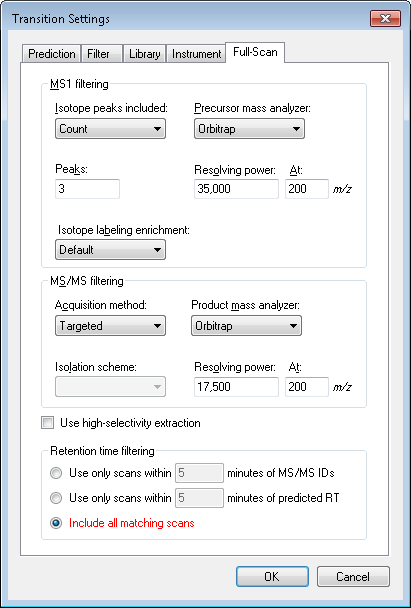 Transition Settings
Prediction Filter Library Instrument Full-Scan
MS1 filtering
Isotope peaks included: Precursor mass analyzer:
Count Orbitrap
Peaks: Resolving power: At:
3 35,000 200 m/z
Isotope labeling enrichment:
Default
MS/MS filtering
Acquisition method: Product mass analyzer:
Targeted Orbitrap
Isolation scheme: Resolving power: At:
17,500 200 m/z
Use high-selectivity extraction
Retention time filtering
Use only scans within 5 minutes of MS/MS IDs
Use only scans within 5 minutes of predicted RT
Include all matching scans
OK Cancel